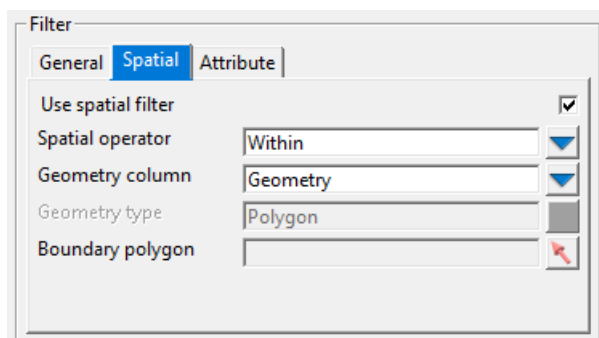 Filter
General Spatial Attribute
Use spatial filter
Spatial operator Within
Geometry column Geometry
Geometry type Polygon
Boundary polygon